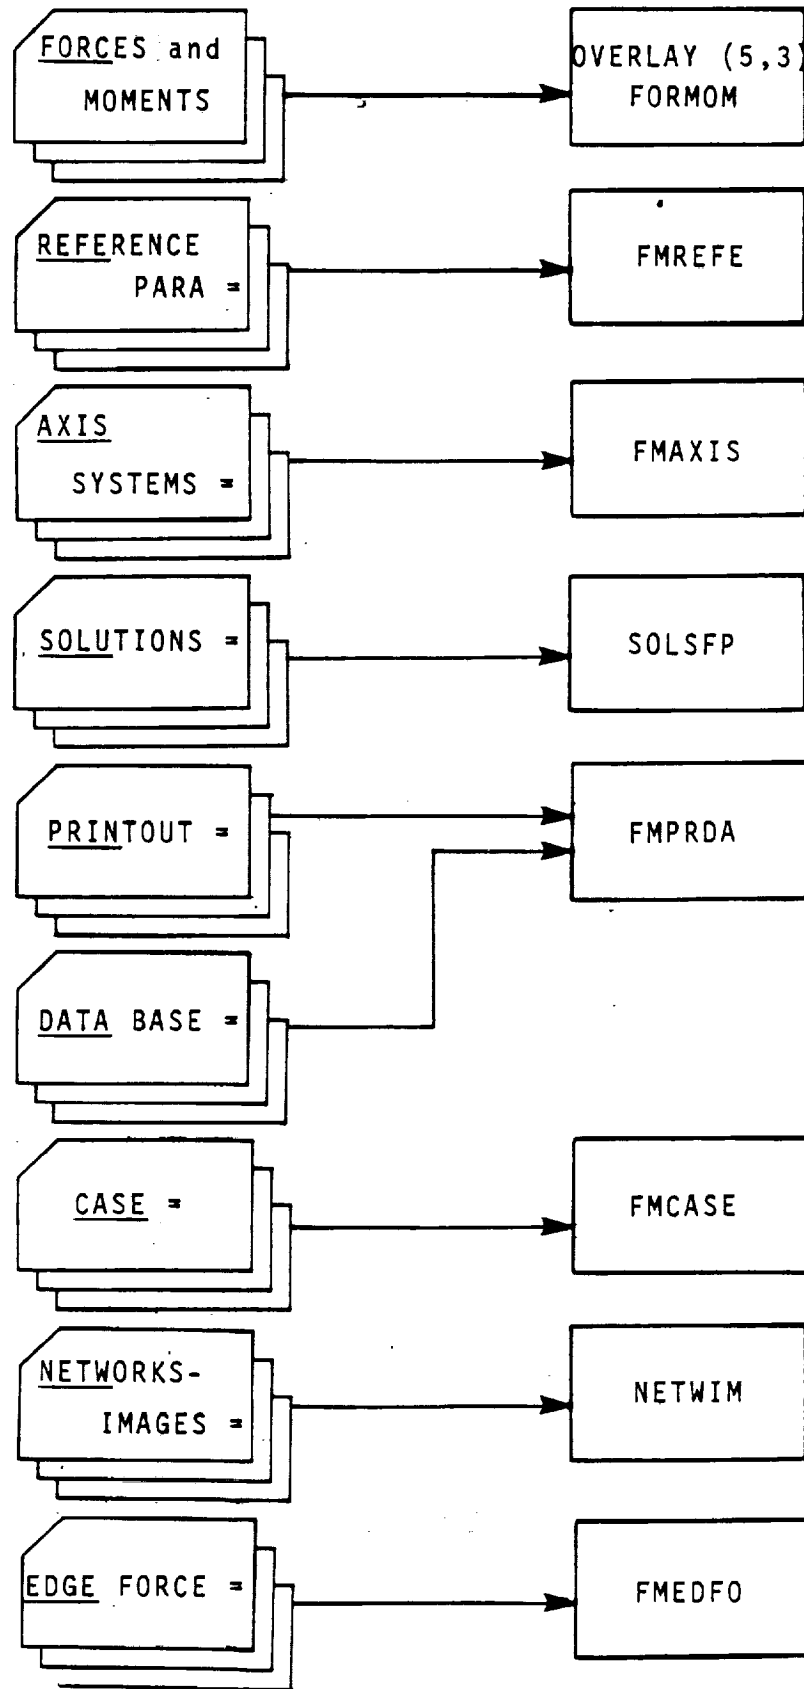 FORCES and
MOMENTS
OVERLAY (5,3)
FORMOM
REFERENCE
PARA =
FMREFE
AXIS
SYSTEMS =
FMAXIS
SOLUTIONS =
SOLSFP
PRINTOUT =
FMPRDA
DATA BASE =
CASE =
FMCASE
NETWORKS-
IMAGES =
NETWIM
EDGE FORCE =
FMEDFO